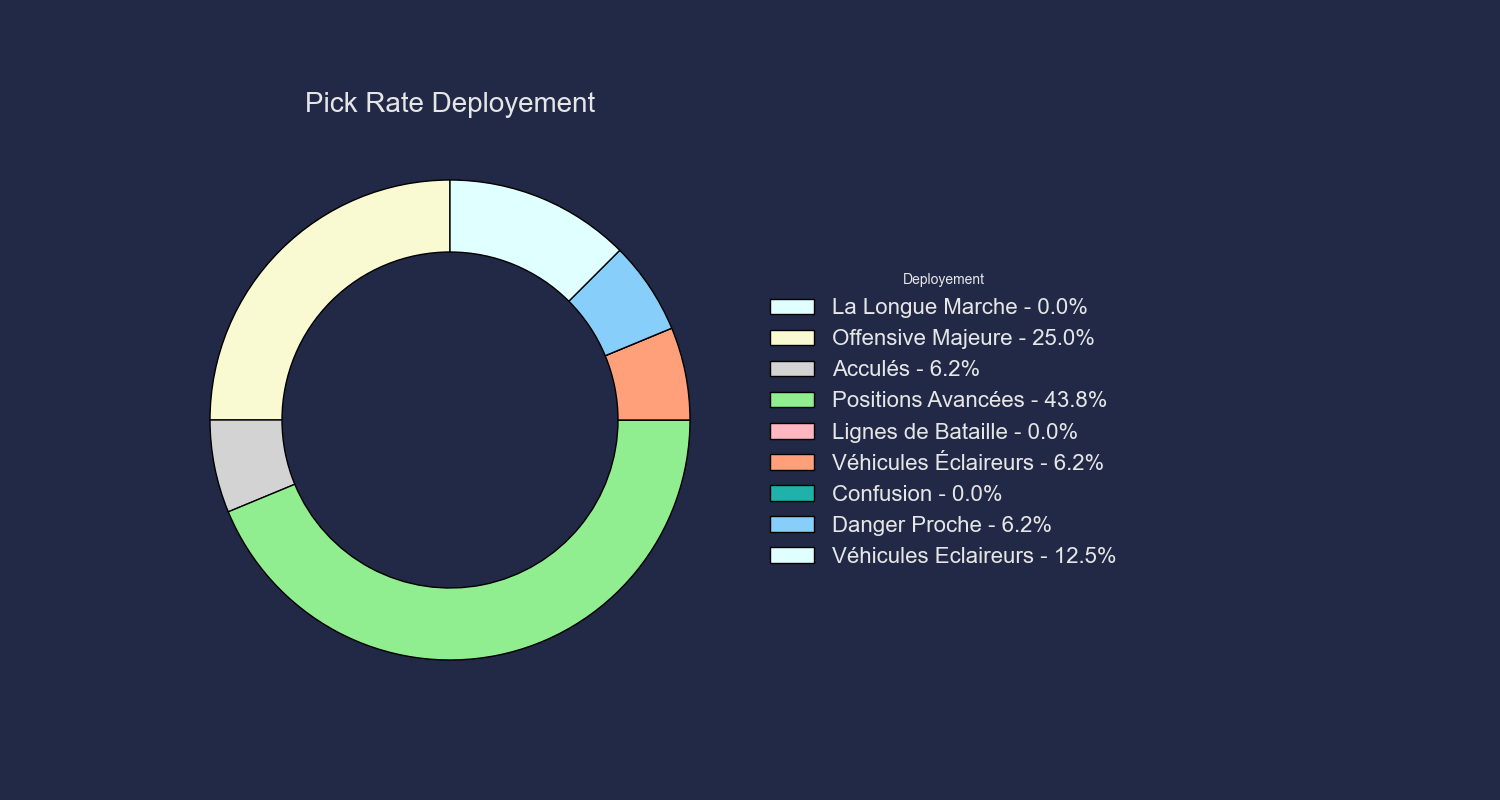 Pick Rate Deployement
Deployement
La Longue Marche - 0.0%
Offensive Majeure - 25.0%
Acculés - 6.2%
Positions Avancées - 43.8%
Lignes de Bataille - 0.0%
Véhicules Éclaireurs - 6.2%
Confusion - 0.0%
Danger Proche - 6.2%
Véhicules Eclaireurs - 12.5%